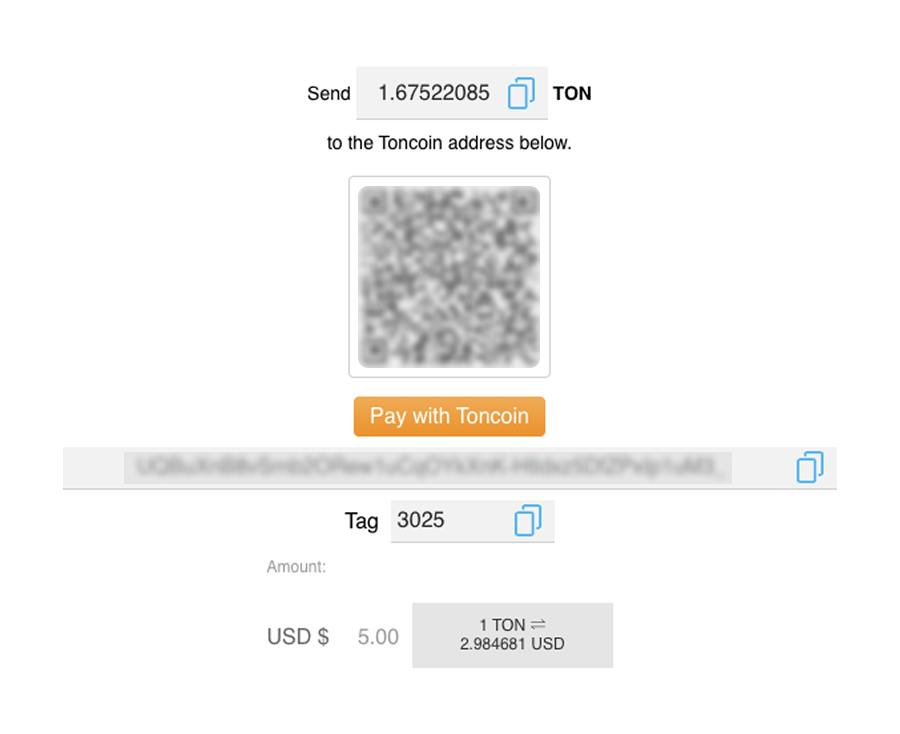 Send 1.67522085 TON
to the Toncoin address below.
Pay with Toncoin
Tag 3025
Amount:
USD $ 5.00
1 TON ⇌
2.984681 USD